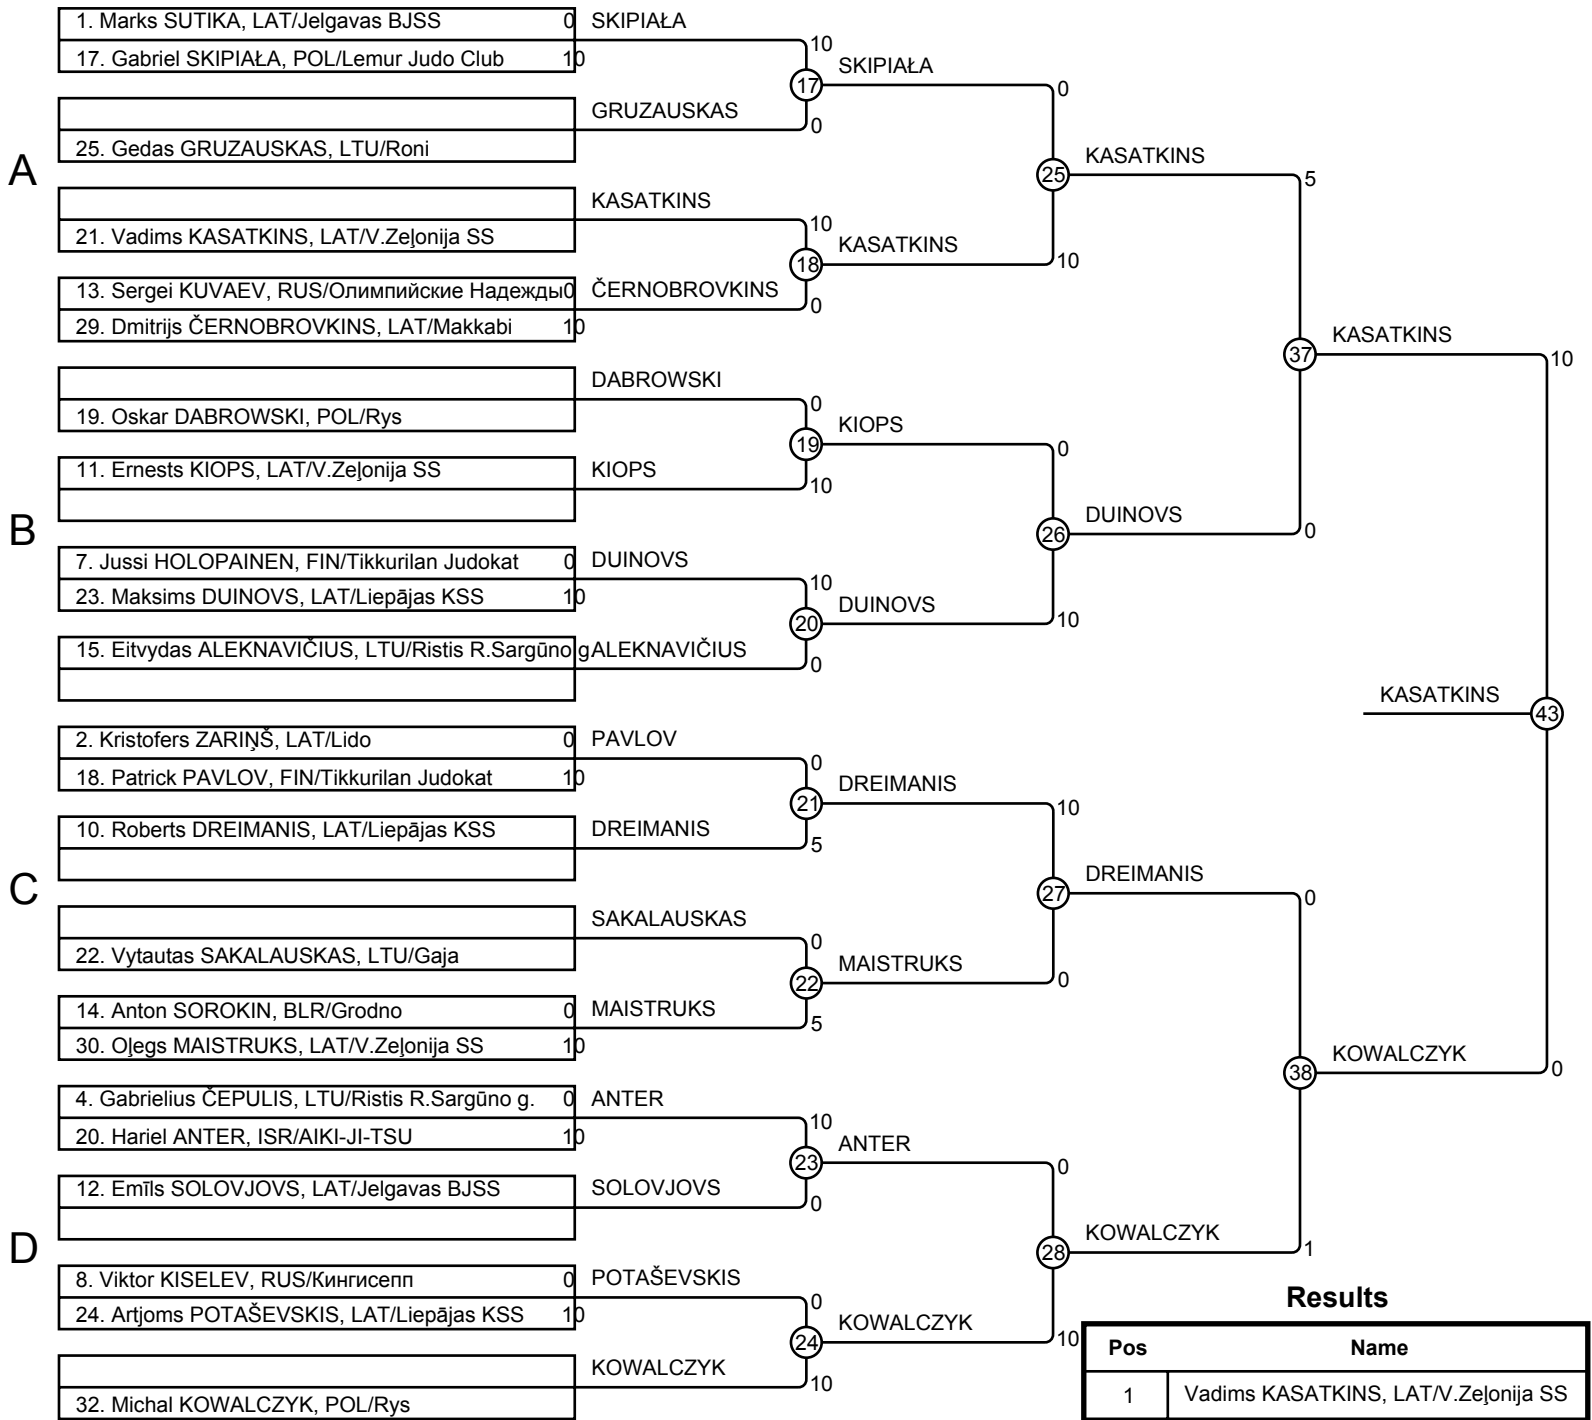 1. Marks SUTIKA, LAT/Jelgavas BJSS 0 SKIPIAŁA
10
17. Gabriel SKIPIAŁA, POL/Lemur Judo Club 10
SKIPIAŁA
17
0
GRUZAUSKAS
0
25. Gedas GRUZAUSKAS, LTU/Roni
A
KASATKINS
25
5
KASATKINS
10
21. Vadims KASATKINS, LAT/V.Zeļonija SS
KASATKINS
18
10
13. Sergei KUVAEV, RUS/Олимпийские Надежды 0 ČERNOBROVKINS
0
29. Dmitrijs ČERNOBROVKINS, LAT/Makkabi 10
KASATKINS
37
10
DABROWSKI
0
19. Oskar DABROWSKI, POL/Rys
KIOPS
19
0
11. Ernests KIOPS, LAT/V.Zeļonija SS KIOPS
10
B
DUINOVS
26
0
7. Jussi HOLOPAINEN, FIN/Tikkurilan Judokat 0 DUINOVS
10
23. Maksims DUINOVS, LAT/Liepājas KSS 10
DUINOVS
20
10
15. Eitvydas ALEKNAVIČIUS, LTU/Ristis R.Sargūno g ALEKNAVIČIUS
0
KASATKINS
43
2. Kristofers ZARIŅŠ, LAT/Lido 0 PAVLOV
0
18. Patrick PAVLOV, FIN/Tikkurilan Judokat 10
DREIMANIS
21
10
10. Roberts DREIMANIS, LAT/Liepājas KSS DREIMANIS
5
C
DREIMANIS
27
0
SAKALAUSKAS
0
22. Vytautas SAKALAUSKAS, LTU/Gaja
MAISTRUKS
22
0
14. Anton SOROKIN, BLR/Grodno 0 MAISTRUKS
5
30. Oļegs MAISTRUKS, LAT/V.Zeļonija SS 10
KOWALCZYK
38
0
4. Gabrielius ČEPULIS, LTU/Ristis R.Sargūno g. 0 ANTER
10
20. Hariel ANTER, ISR/AIKI-JI-TSU 10
ANTER
23
0
12. Emīls SOLOVJOVS, LAT/Jelgavas BJSS SOLOVJOVS
0
D
KOWALCZYK
28
1
8. Viktor KISELEV, RUS/Кингисепп 0 POTAŠEVSKIS
0
24. Artjoms POTAŠEVSKIS, LAT/Liepājas KSS 10
KOWALCZYK
24
10
KOWALCZYK
10
32. Michal KOWALCZYK, POL/Rys
Results
Pos Name
1 Vadims KASATKINS, LAT/V.Zeļonija SS